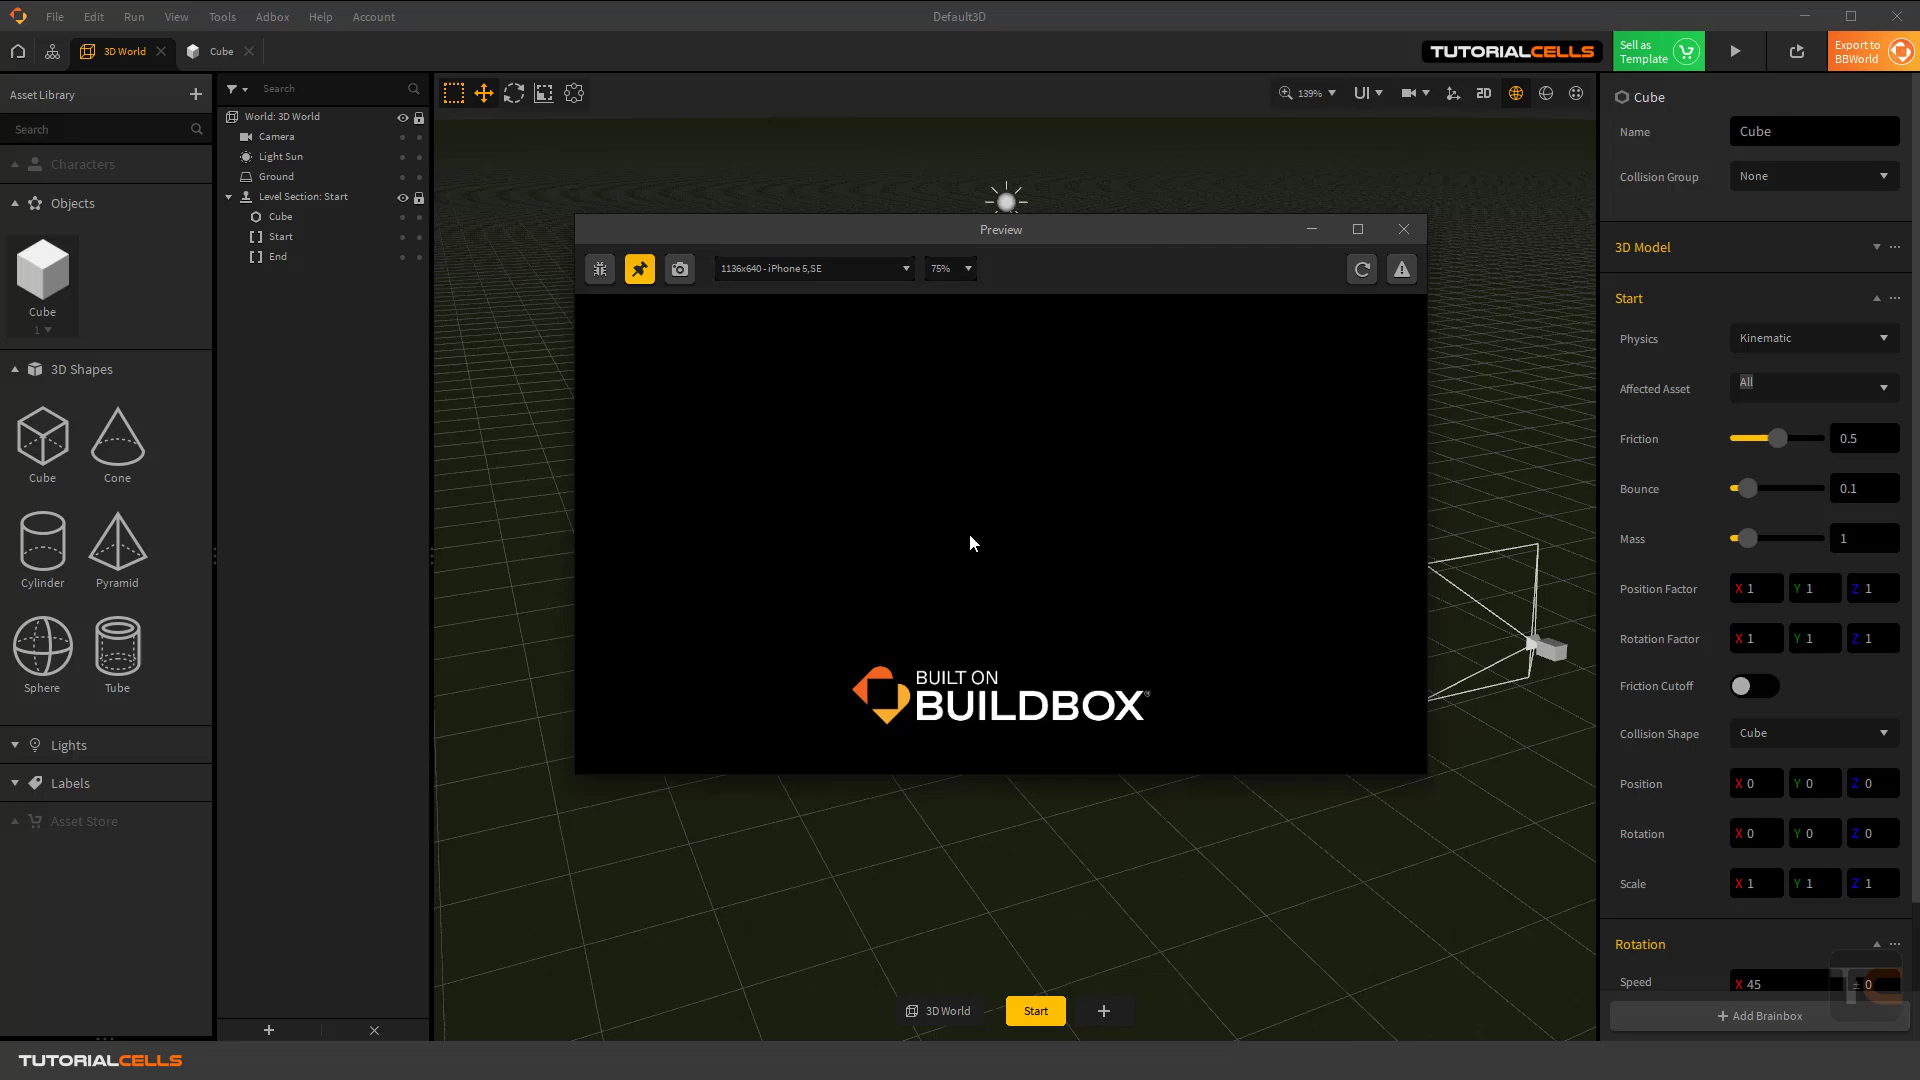 File Edit Run View Tools Adbox Help Account
Default3D
3D World
Cube
TUTORIALCELLS
Sell as
Template
Export to
BBWorld
Asset Library
Search
Characters
Objects
Cube
1
3D Shapes
Cube
Cone
Cylinder
Pyramid
Sphere
Tube
Lights
Labels
Asset Store
Search
World: 3D World
Camera
Light Sun
Ground
Level Section: Start
Cube
Start
End
139%
UI
2D
Preview
1136x640 - iPhone 5,SE
75%
BUILT ON
BUILDBOX®
3D World
Start
Cube
Name Cube
Collision Group None
3D Model
Start
Physics Kinematic
Affected Asset All
Friction 0.5
Bounce 0.1
Mass 1
Position Factor X 1 Y 1 Z 1
Rotation Factor X 1 Y 1 Z 1
Friction Cutoff
Collision Shape Cube
Position X 0 Y 0 Z 0
Rotation X 0 Y 0 Z 0
Scale X 1 Y 1 Z 1
Rotation
Speed X 45 ± 0
TC
+ Add Brainbox
TUTORIALCELLS